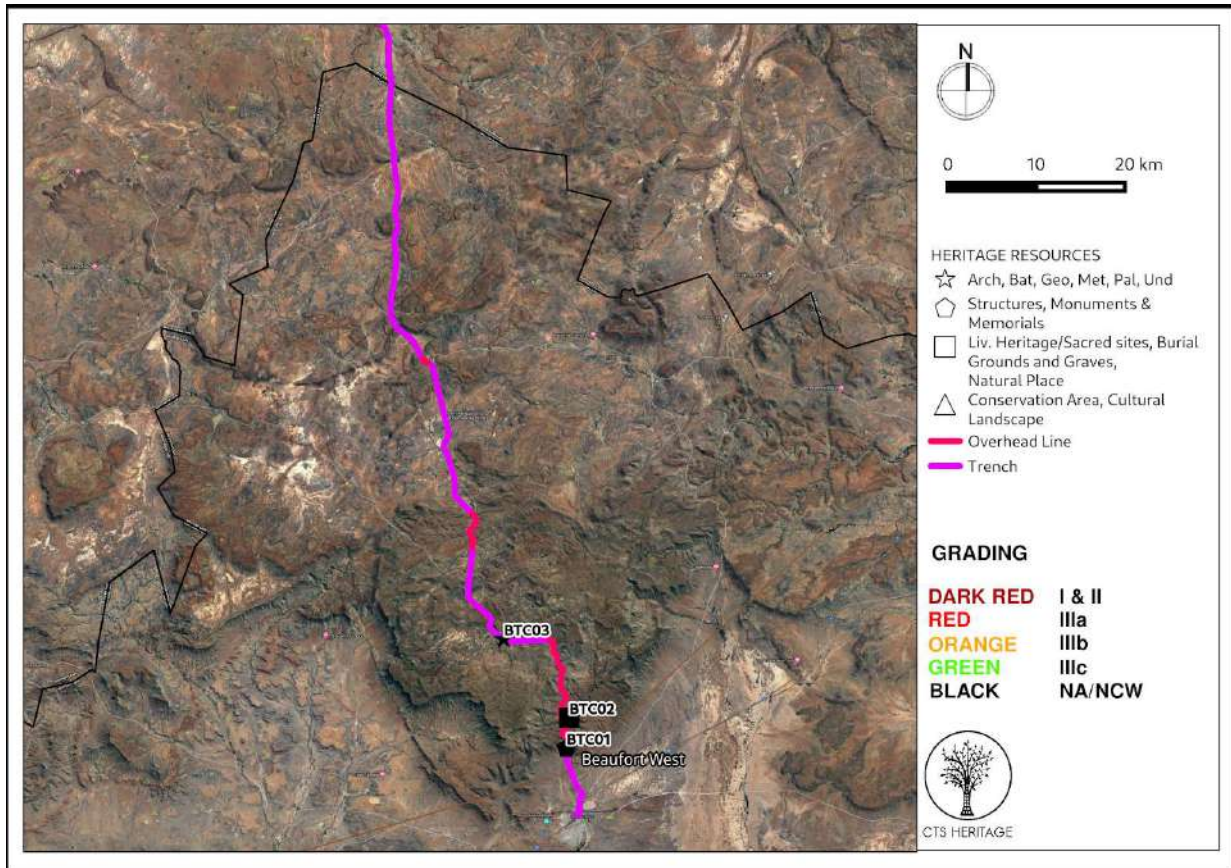 BTC03
BTC02
BTC01
Beaufort West
N
0 10 20 km
HERITAGE RESOURCES
Arch, Bat, Geo, Met, Pal, Und
Structures, Monuments &
Memorials
Liv. Heritage/Sacred sites, Burial
Grounds and Graves,
Natural Place
Conservation Area, Cultural
Landscape
Overhead Line
Trench
GRADING
DARK RED I & II
RED IIIa
ORANGE IIIb
GREEN IIIc
BLACK NA/NCW
CTS HERITAGE